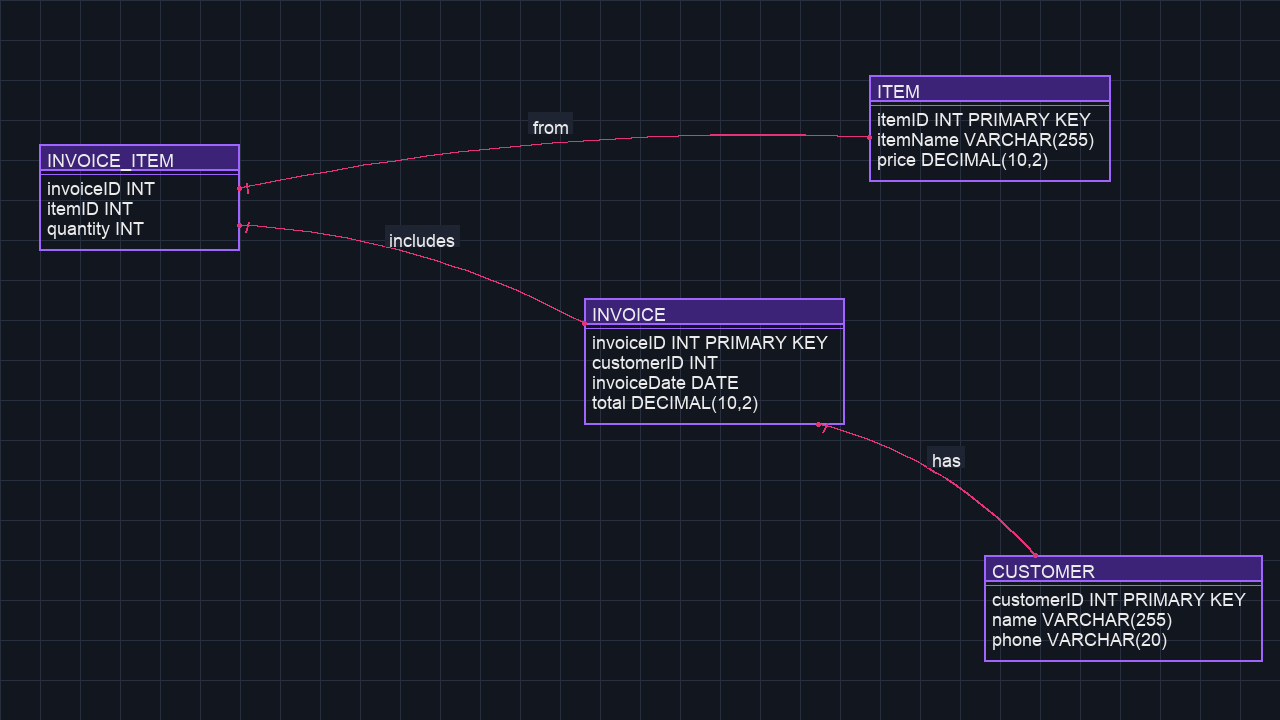 ITEM
itemID INT PRIMARY KEY
itemName VARCHAR(255)
price DECIMAL(10,2)
from
INVOICE_ITEM
invoiceID INT
itemID INT
quantity INT
includes
INVOICE
invoiceID INT PRIMARY KEY
customerID INT
invoiceDate DATE
total DECIMAL(10,2)
has
CUSTOMER
customerID INT PRIMARY KEY
name VARCHAR(255)
phone VARCHAR(20)